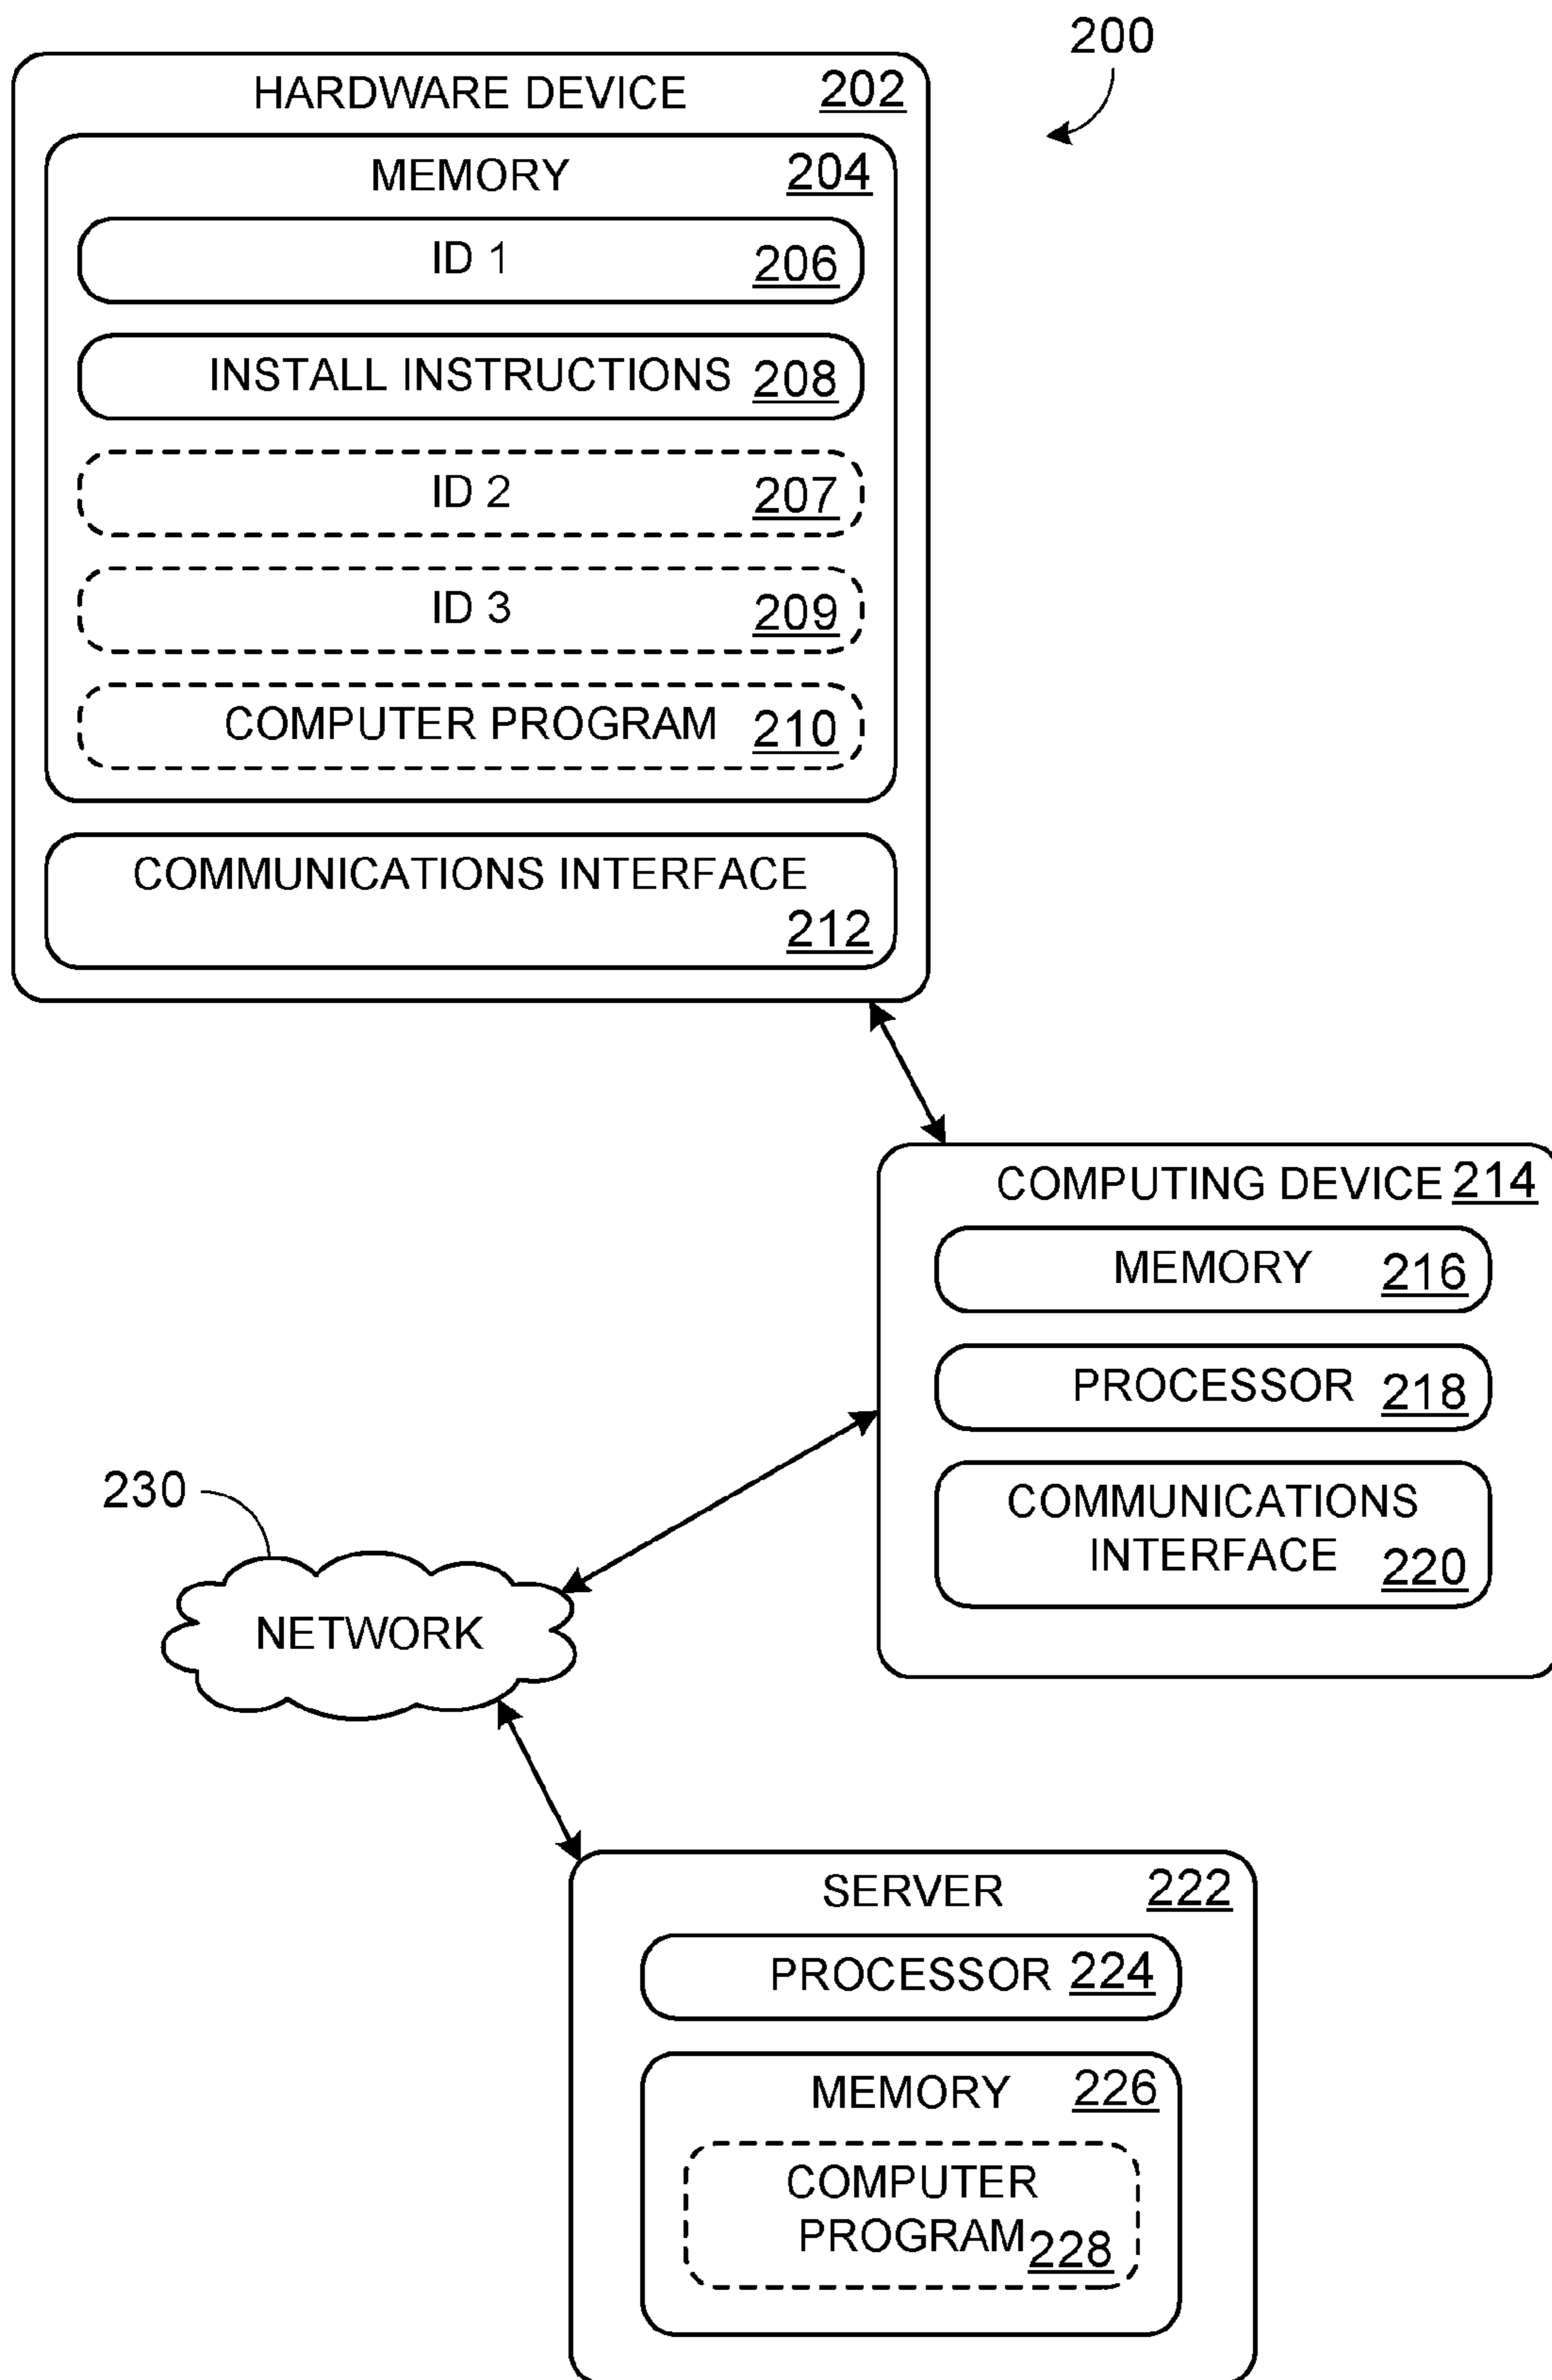 200
HARDWARE DEVICE 202
MEMORY 204
ID 1 206
INSTALL INSTRUCTIONS 208
ID 2 207
ID 3 209
COMPUTER PROGRAM 210
COMMUNICATIONS INTERFACE
212
COMPUTING DEVICE 214
MEMORY 216
PROCESSOR 218
COMMUNICATIONS
INTERFACE 220
230
NETWORK
SERVER 222
PROCESSOR 224
MEMORY 226
COMPUTER
PROGRAM 228